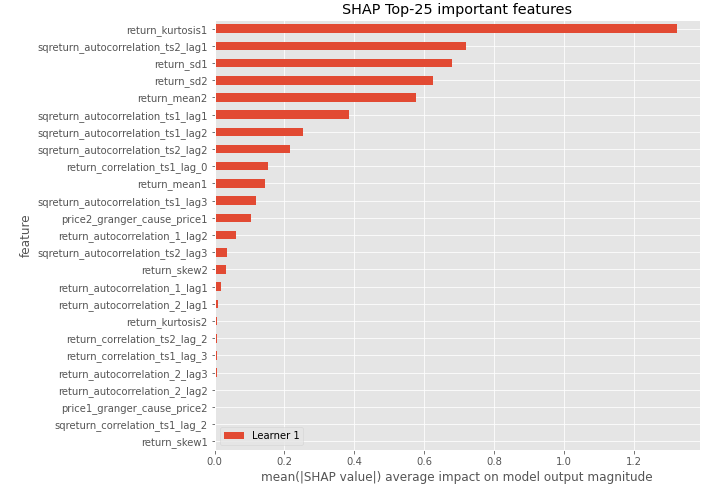 SHAP Top-25 important features
return_kurtosis1
sqreturn_autocorrelation_ts2_lag1
return_sd1
return_sd2
return_mean2
sqreturn_autocorrelation_ts1_lag1
sqreturn_autocorrelation_ts1_lag2
sqreturn_autocorrelation_ts2_lag2
return_correlation_ts1_lag_0
return_mean1
sqreturn_autocorrelation_ts1_lag3
price2_granger_cause_price1
return_autocorrelation_1_lag2
sqreturn_autocorrelation_ts2_lag3
return_skew2
return_autocorrelation_1_lag1
return_autocorrelation_2_lag1
return_kurtosis2
return_correlation_ts2_lag_2
return_correlation_ts1_lag_3
return_autocorrelation_2_lag3
return_autocorrelation_2_lag2
price1_granger_cause_price2
sqreturn_correlation_ts1_lag_2
return_skew1
feature
Learner 1
0.0 0.2 0.4 0.6 0.8 1.0 1.2
mean(|SHAP value|) average impact on model output magnitude